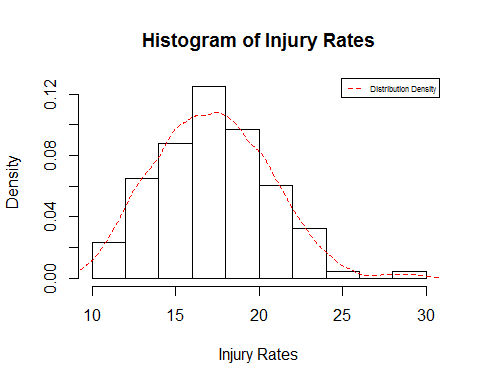 Histogram of Injury Rates
Distribution Density
Density
0.00 0.04 0.08 0.12
10 15 20 25 30
Injury Rates